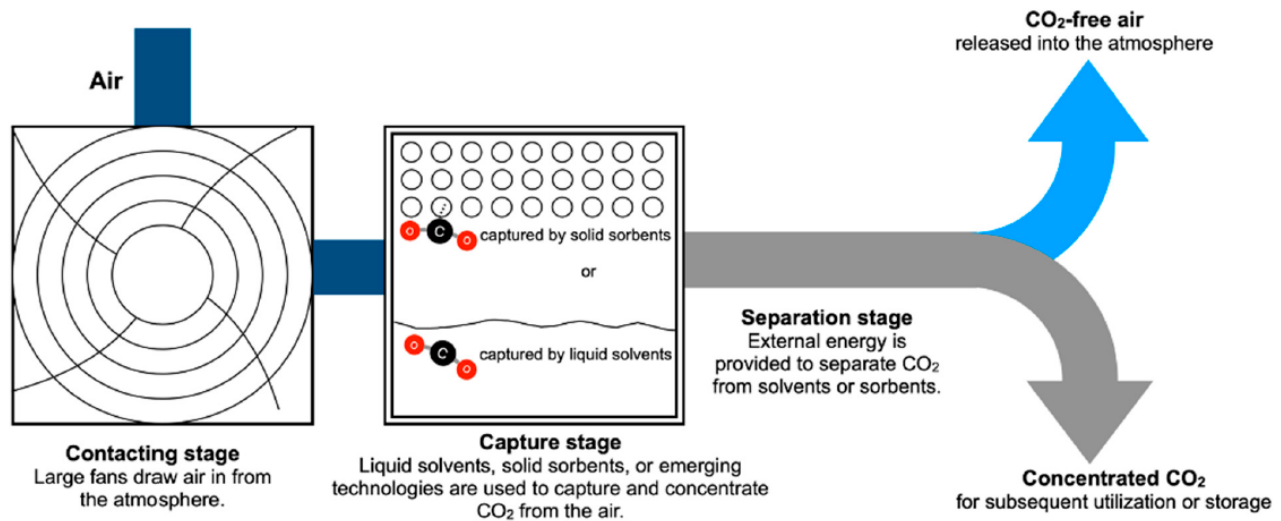 Air
Contacting stage
Large fans draw air in from
the atmosphere.
O C O captured by solid sorbents
or
O C O captured by liquid solvents
Capture stage
Liquid solvents, solid sorbents, or emerging
technologies are used to capture and concentrate
CO₂ from the air.
Separation stage
External energy is
provided to separate CO₂
from solvents or sorbents.
CO₂-free air
released into the atmosphere
Concentrated CO₂
for subsequent utilization or storage